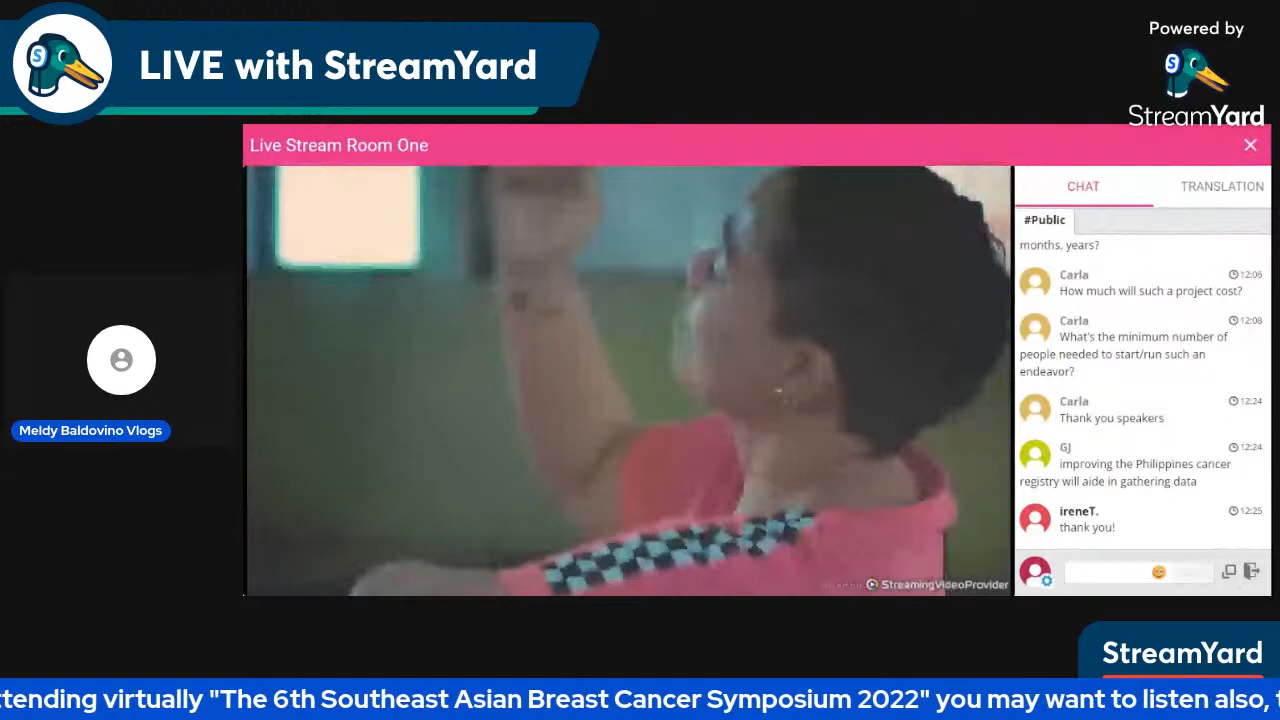 LIVE with StreamYard
Powered by
StreamYard
Live Stream Room One
CHAT
TRANSLATION
#Public
months, years?
Carla
12:06
How much will such a project cost?
Carla
12:08
What's the minimum number of
people needed to start/run such an
endeavor?
Carla
12:24
Thank you speakers
GJ
12:24
improving the Philippines cancer
registry will aide in gathering data
ireneT.
12:25
thank you!
Meldy Baldovino Vlogs
StreamingVideoProvider
StreamYard
ttending virtually "The 6th Southeast Asian Breast Cancer Symposium 2022" you may want to listen also, t